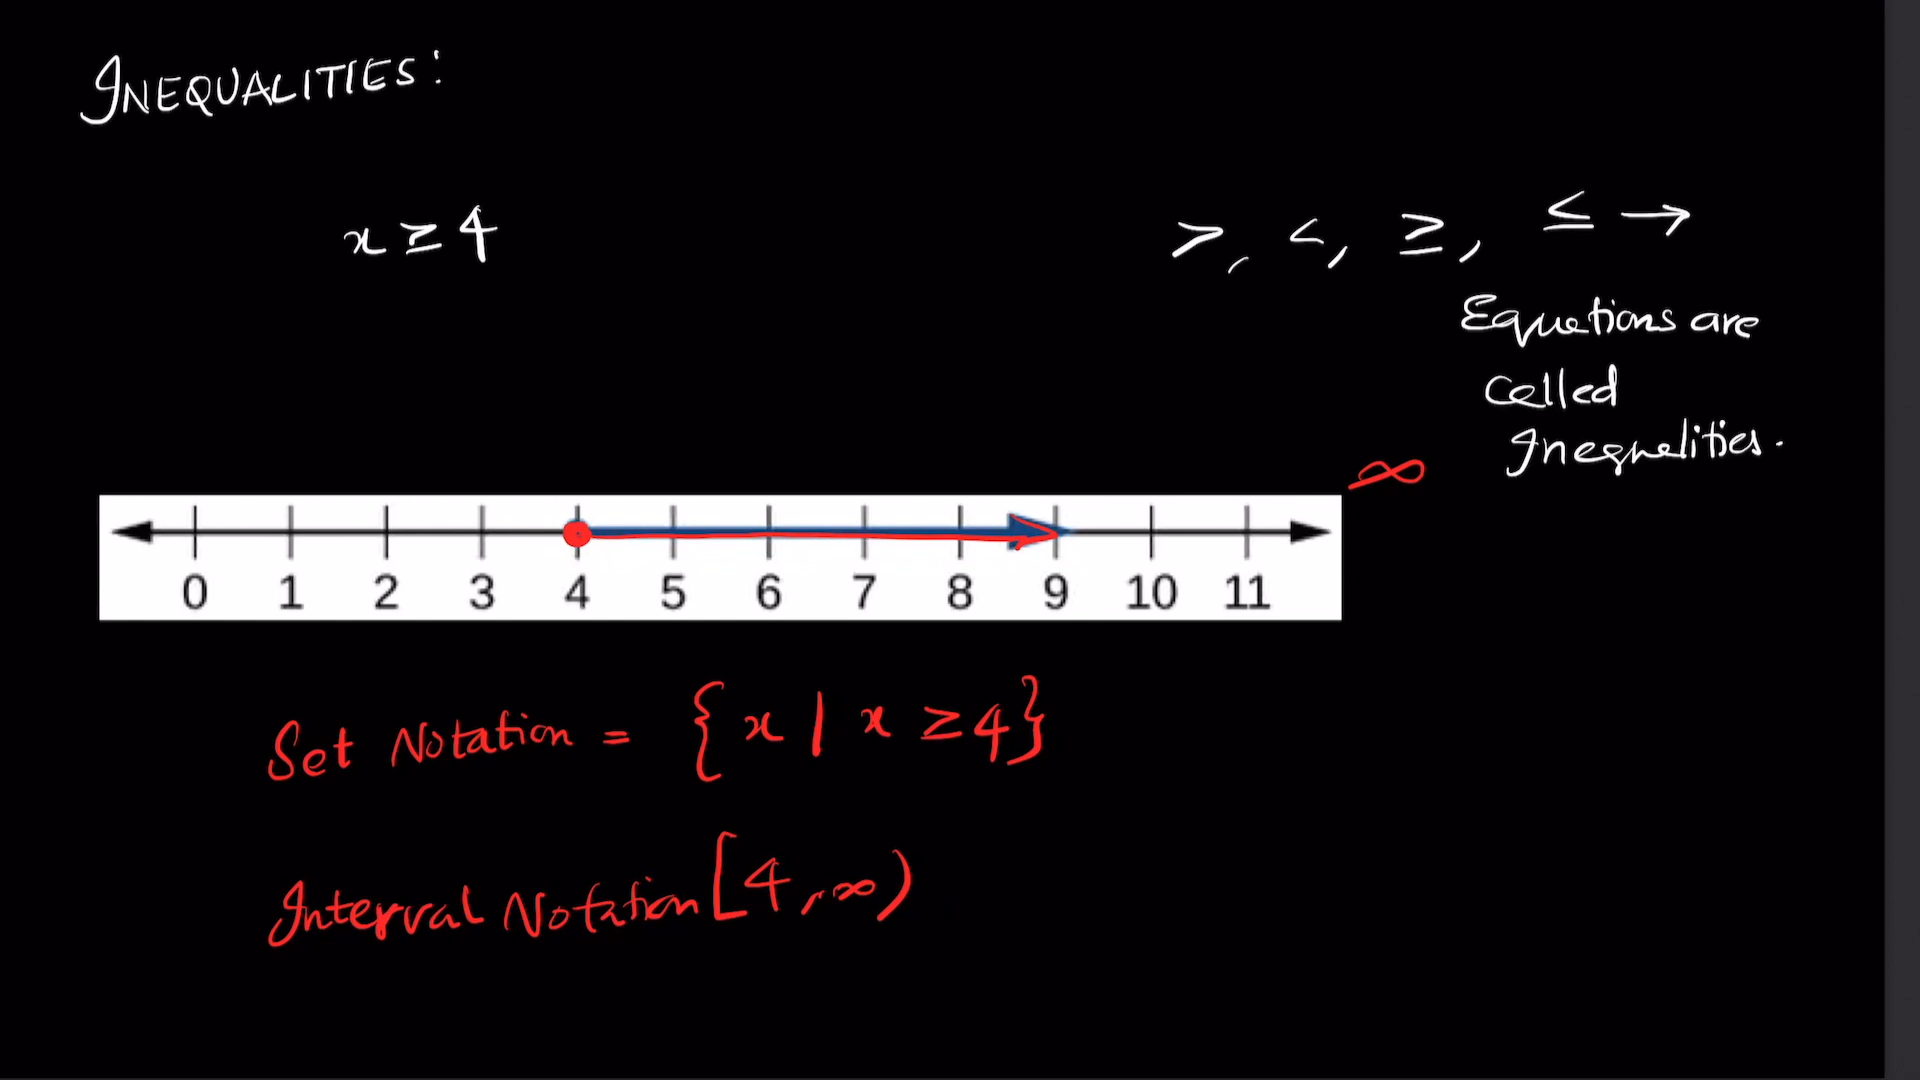 INEQUALITIES:
x ≥ 4
>, <, ≥, ≤ →
Equations are
Called
Inequalities.
∞
0 1 2 3 4 5 6 7 8 9 10 11
Set Notation = { x | x ≥ 4}
Interval Notation [4, ∞)